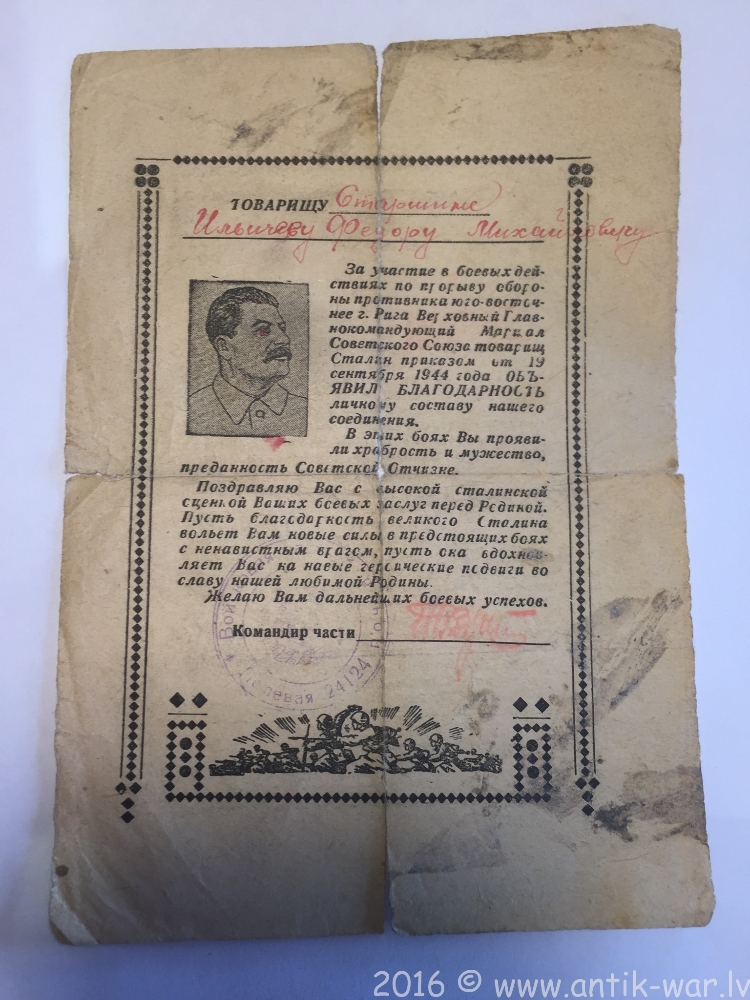 ТОВАРИЩУ Старшине
Ильичеву Федору Михайловичу
За участие в боевых дей-
ствиях по прорыву оборо-
ны противника юго-восточ-
нее г. Рига Верховный Глав-
нокомандующий Маршал
Советского Союза товарищ
Сталин приказом от 19
сентября 1944 года ОБЪ-
ЯВИЛ БЛАГОДАРНОСТЬ
личному составу нашего
соединения.
В этих боях Вы прояви-
ли храбрость и мужество,
преданность Советской Отчизне.
Поздравляю Вас с высокой сталинской
оценкой Ваших боевых заслуг перед Родиной.
Пусть благодарность великого Сталина
вольет Вам новые силы в предстоящих боях
с ненавистным врагом, пусть она вдохнов-
ляет Вас на новые героические подвиги во
славу нашей любимой Родины.
Желаю Вам дальнейших боевых успехов.
Командир части
Полевая 24124
2016 © www.antik-war.lv